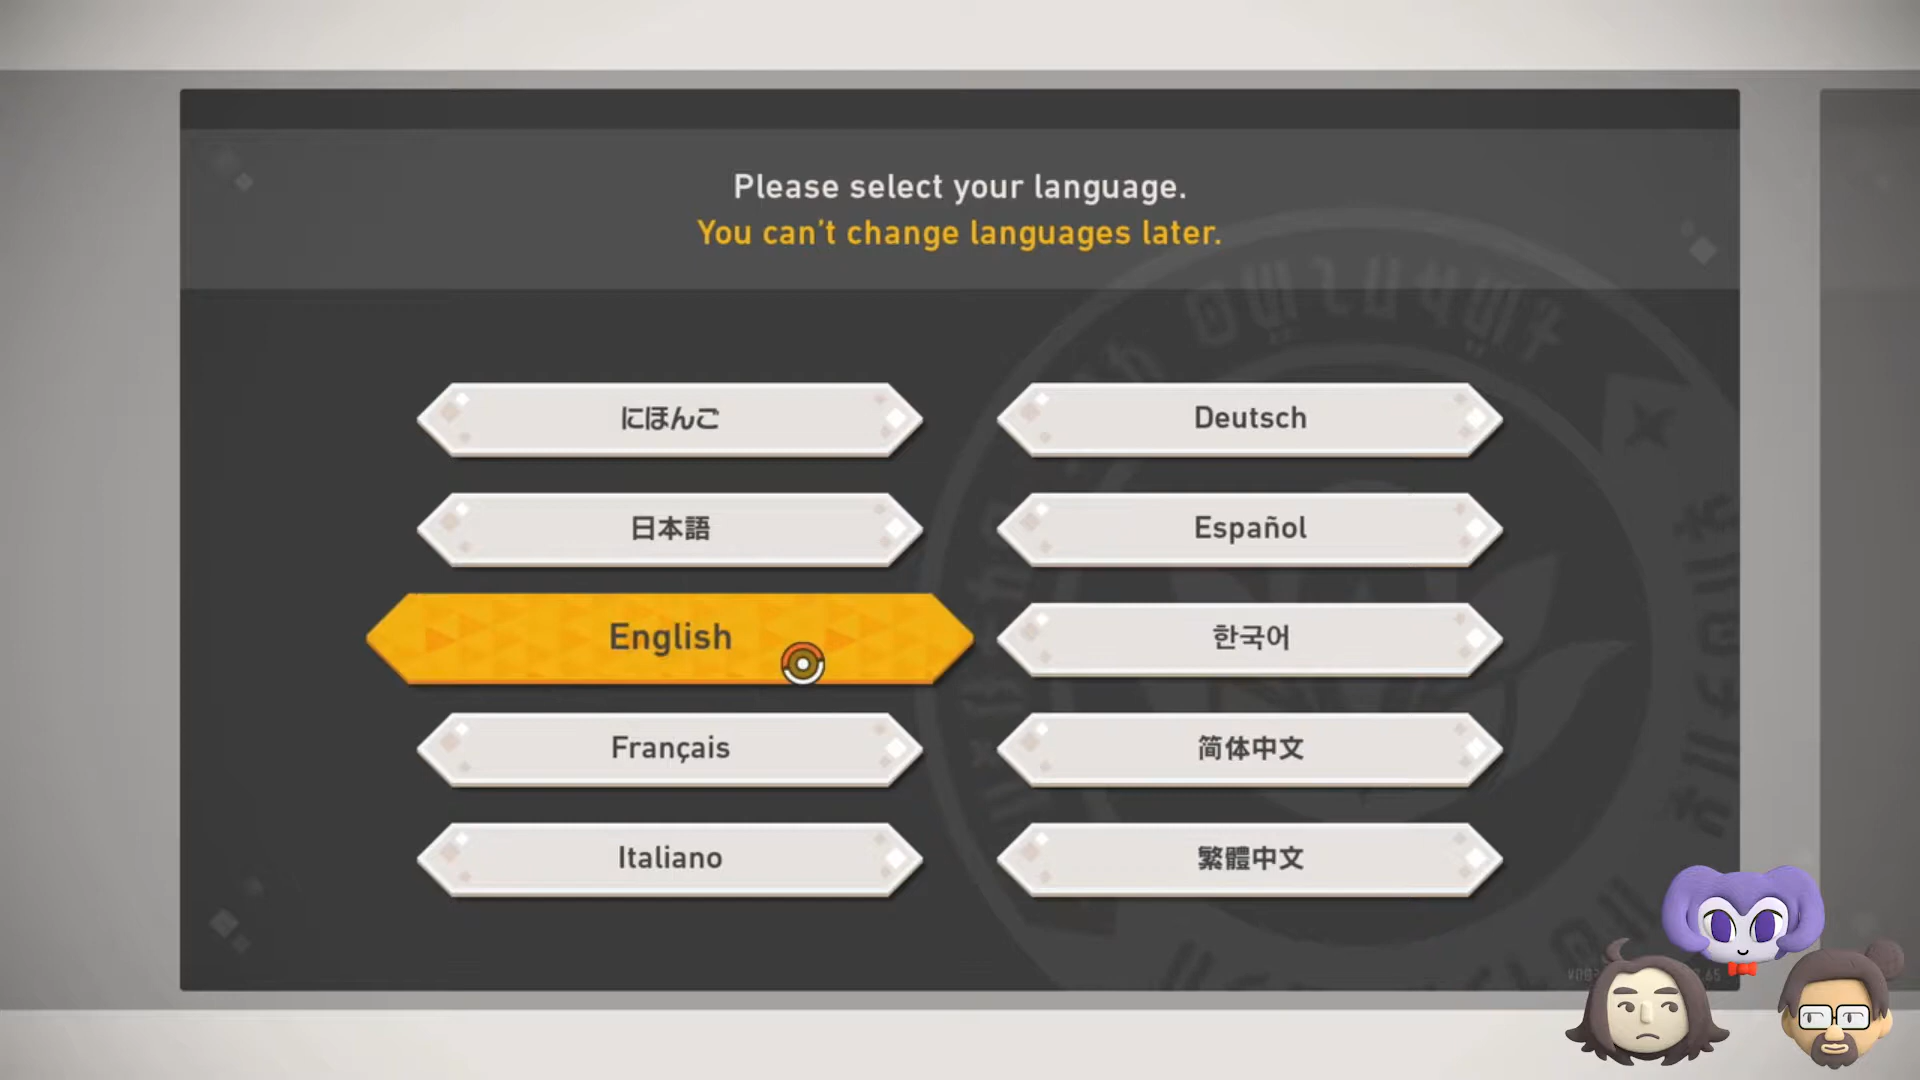 Please select your language.
You can't change languages later.
にほんご
Deutsch
日本語
Español
English
한국어
Français
简体中文
Italiano
繁體中文